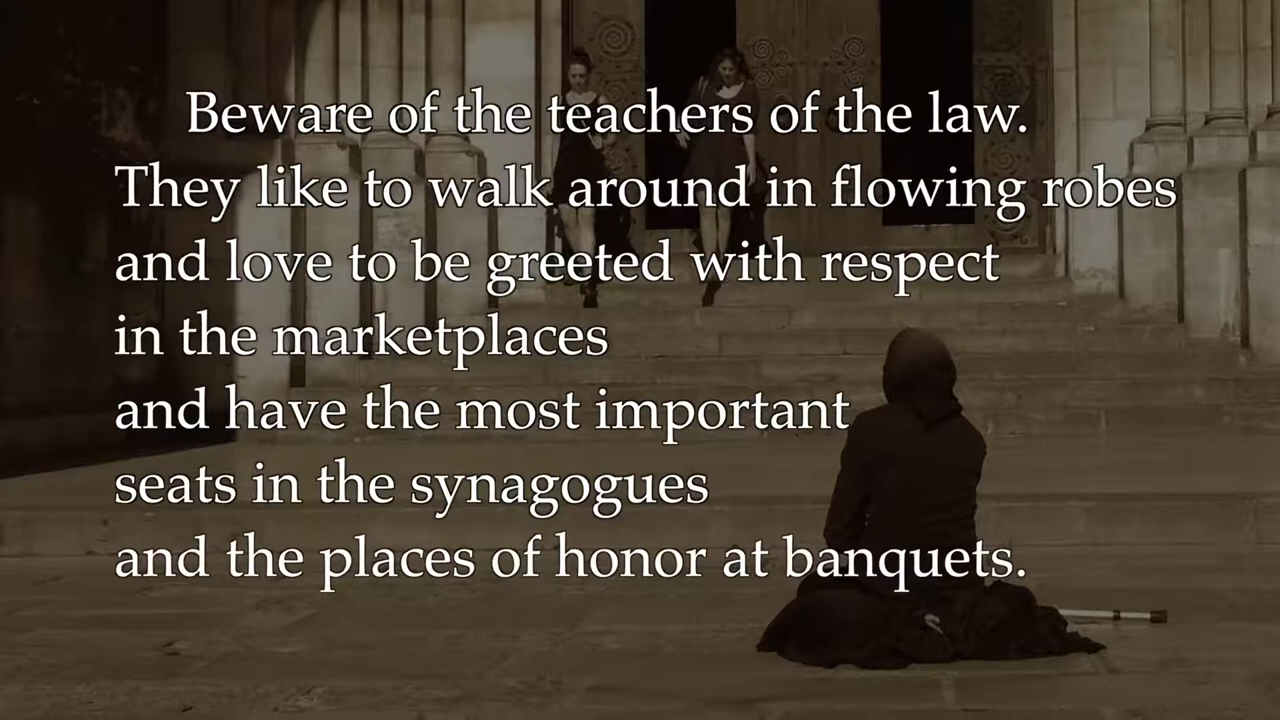 Beware of the teachers of the law.
They like to walk around in flowing robes
and love to be greeted with respect
in the marketplaces
and have the most important
seats in the synagogues
and the places of honor at banquets.